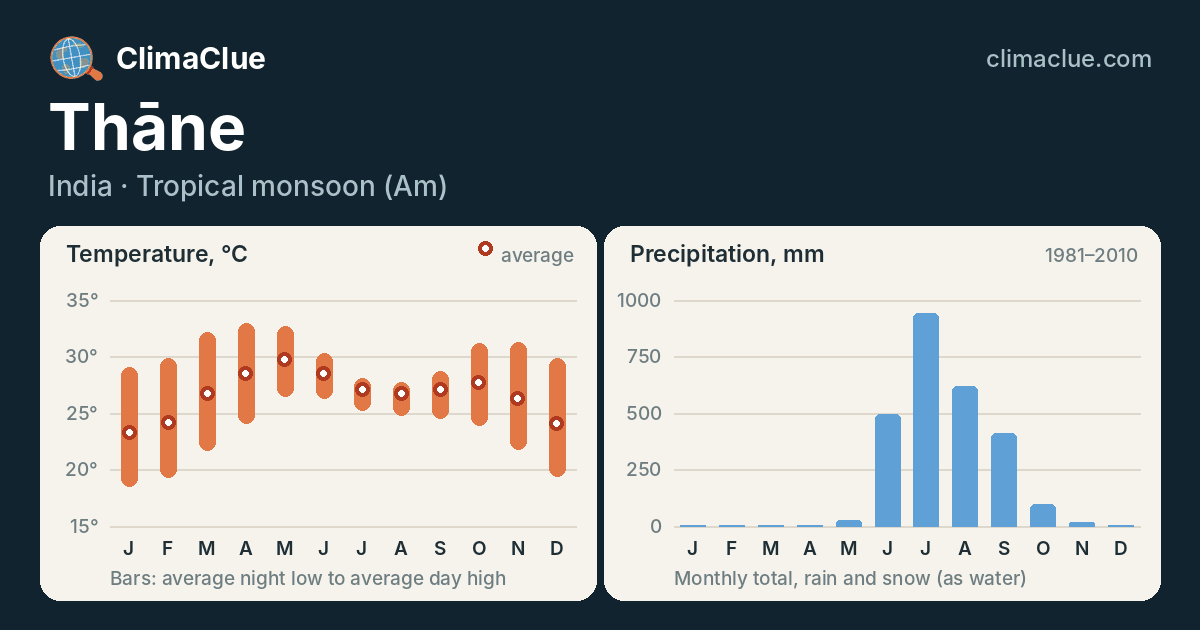 ClimaClue
climaclue.com
Thāne
India · Tropical monsoon (Am)
Temperature, °C
average
35°
30°
25°
20°
15°
J F M A M J J A S O N D
Bars: average night low to average day high
Precipitation, mm
1981–2010
1000
750
500
250
0
J F M A M J J A S O N D
Monthly total, rain and snow (as water)